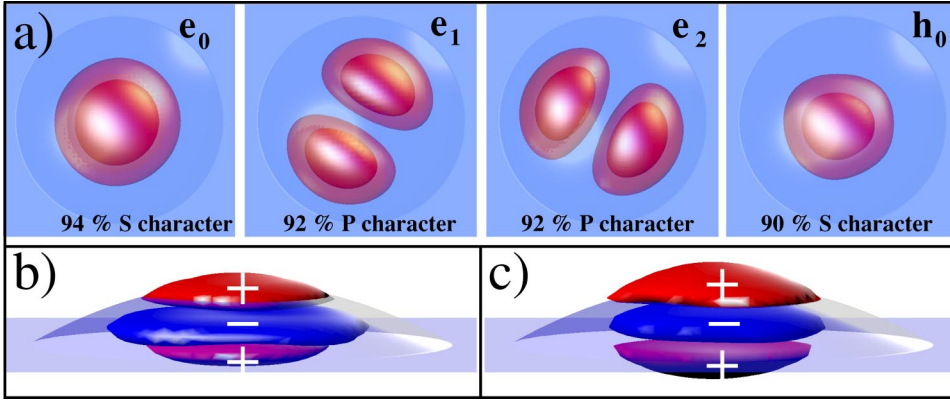 a) e0 e1 e2 h0
94 % S character 92 % P character 92 % P character 90 % S character
b) c)
+ +
− −
+ +